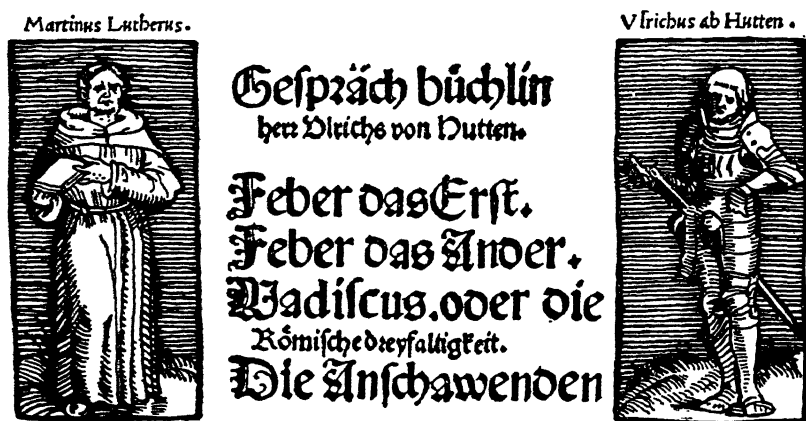 Martinus Lutherus.
Vlrichus ab Hutten.
Gespräch büchlin
herr Ulrichs von Hutten.
Feber das Erst.
Feber das Ander.
Wadiscus. oder die
Römische dreyfaltigkeit.
Die Anschawenden